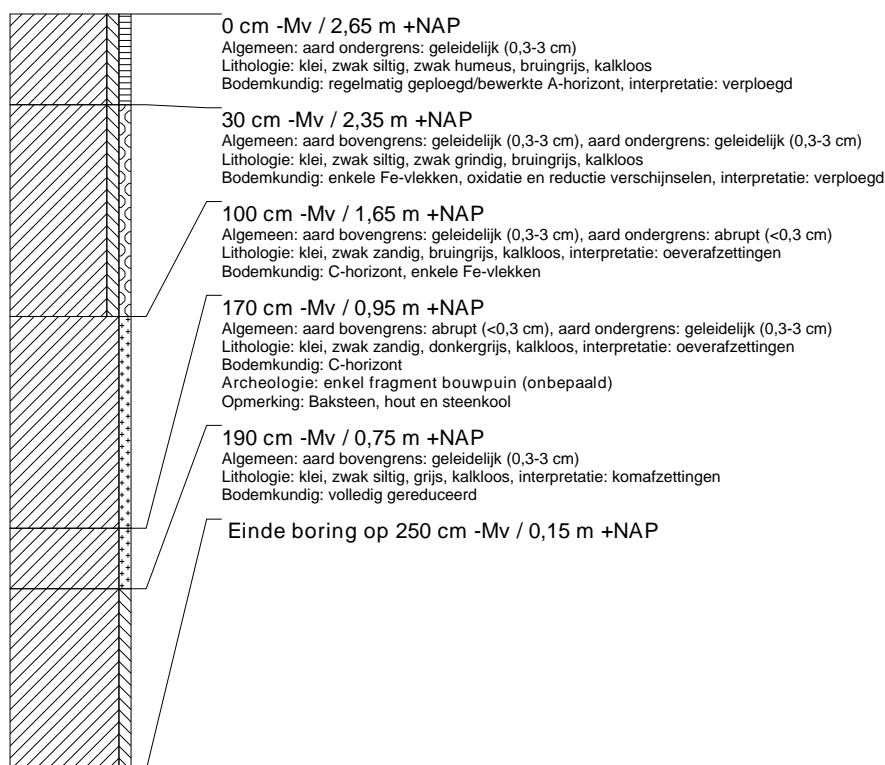 0 cm -Mv / 2,65 m +NAP
Algemeen: aard ondergrens: geleidelijk (0,3-3 cm)
Lithologie: klei, zwak siltig, zwak humeus, bruingrijs, kalkloos
Bodemkundig: regelmatig geploegd/bewerkte A-horizont, interpretatie: verploegd
30 cm -Mv / 2,35 m +NAP
Algemeen: aard bovengrens: geleidelijk (0,3-3 cm), aard ondergrens: geleidelijk (0,3-3 cm)
Lithologie: klei, zwak siltig, zwak grindig, bruingrijs, kalkloos
Bodemkundig: enkele Fe-vlekken, oxidatie en reductie verschijnselen, interpretatie: verploegd
100 cm -Mv / 1,65 m +NAP
Algemeen: aard bovengrens: geleidelijk (0,3-3 cm), aard ondergrens: abrupt (<0,3 cm)
Lithologie: klei, zwak zandig, bruingrijs, kalkloos, interpretatie: oeverafzettingen
Bodemkundig: C-horizont, enkele Fe-vlekken
170 cm -Mv / 0,95 m +NAP
Algemeen: aard bovengrens: abrupt (<0,3 cm), aard ondergrens: geleidelijk (0,3-3 cm)
Lithologie: klei, zwak zandig, donkergrijs, kalkloos, interpretatie: oeverafzettingen
Bodemkundig: C-horizont
Archeologie: enkel fragment bouwpuin (onbepaald)
Opmerking: Baksteen, hout en steenkool
190 cm -Mv / 0,75 m +NAP
Algemeen: aard bovengrens: geleidelijk (0,3-3 cm)
Lithologie: klei, zwak siltig, grijs, kalkloos, interpretatie: komafzettingen
Bodemkundig: volledig gereduceerd
Einde boring op 250 cm -Mv / 0,15 m +NAP